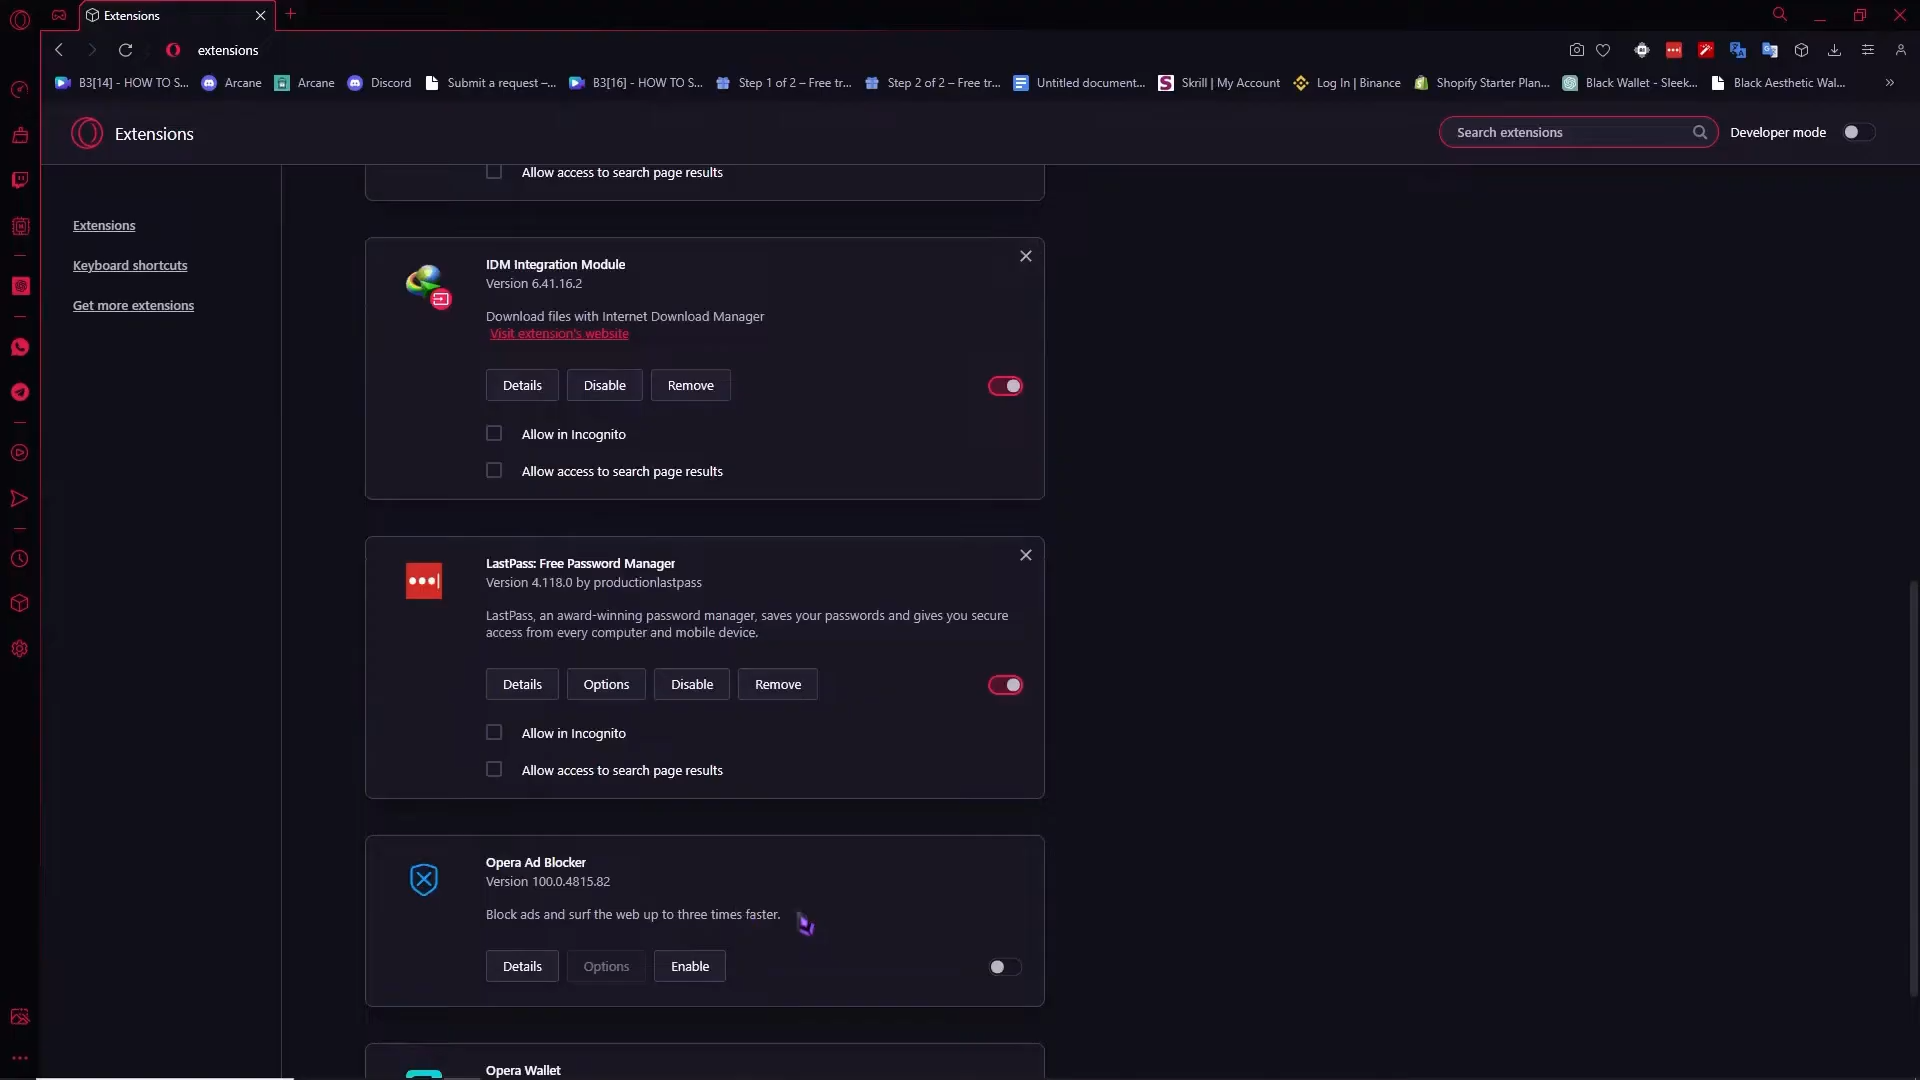 Extensions
extensions
B3[14] - HOW TO S...
Arcane
Arcane
Discord
Submit a request –...
B3[16] - HOW TO S...
Step 1 of 2 – Free tr...
Step 2 of 2 – Free tr...
Untitled document...
Skrill | My Account
Log In | Binance
Shopify Starter Plan...
Black Wallet - Sleek...
Black Aesthetic Wal...
Extensions
Search extensions
Developer mode
Extensions
Keyboard shortcuts
Get more extensions
Allow access to search page results
IDM Integration Module
Version 6.41.16.2
Download files with Internet Download Manager
Visit extension's website
Details
Disable
Remove
Allow in Incognito
Allow access to search page results
LastPass: Free Password Manager
Version 4.118.0 by productionlastpass
LastPass, an award-winning password manager, saves your passwords and gives you secure
access from every computer and mobile device.
Details
Options
Disable
Remove
Allow in Incognito
Allow access to search page results
Opera Ad Blocker
Version 100.0.4815.82
Block ads and surf the web up to three times faster.
Details
Options
Enable
Opera Wallet